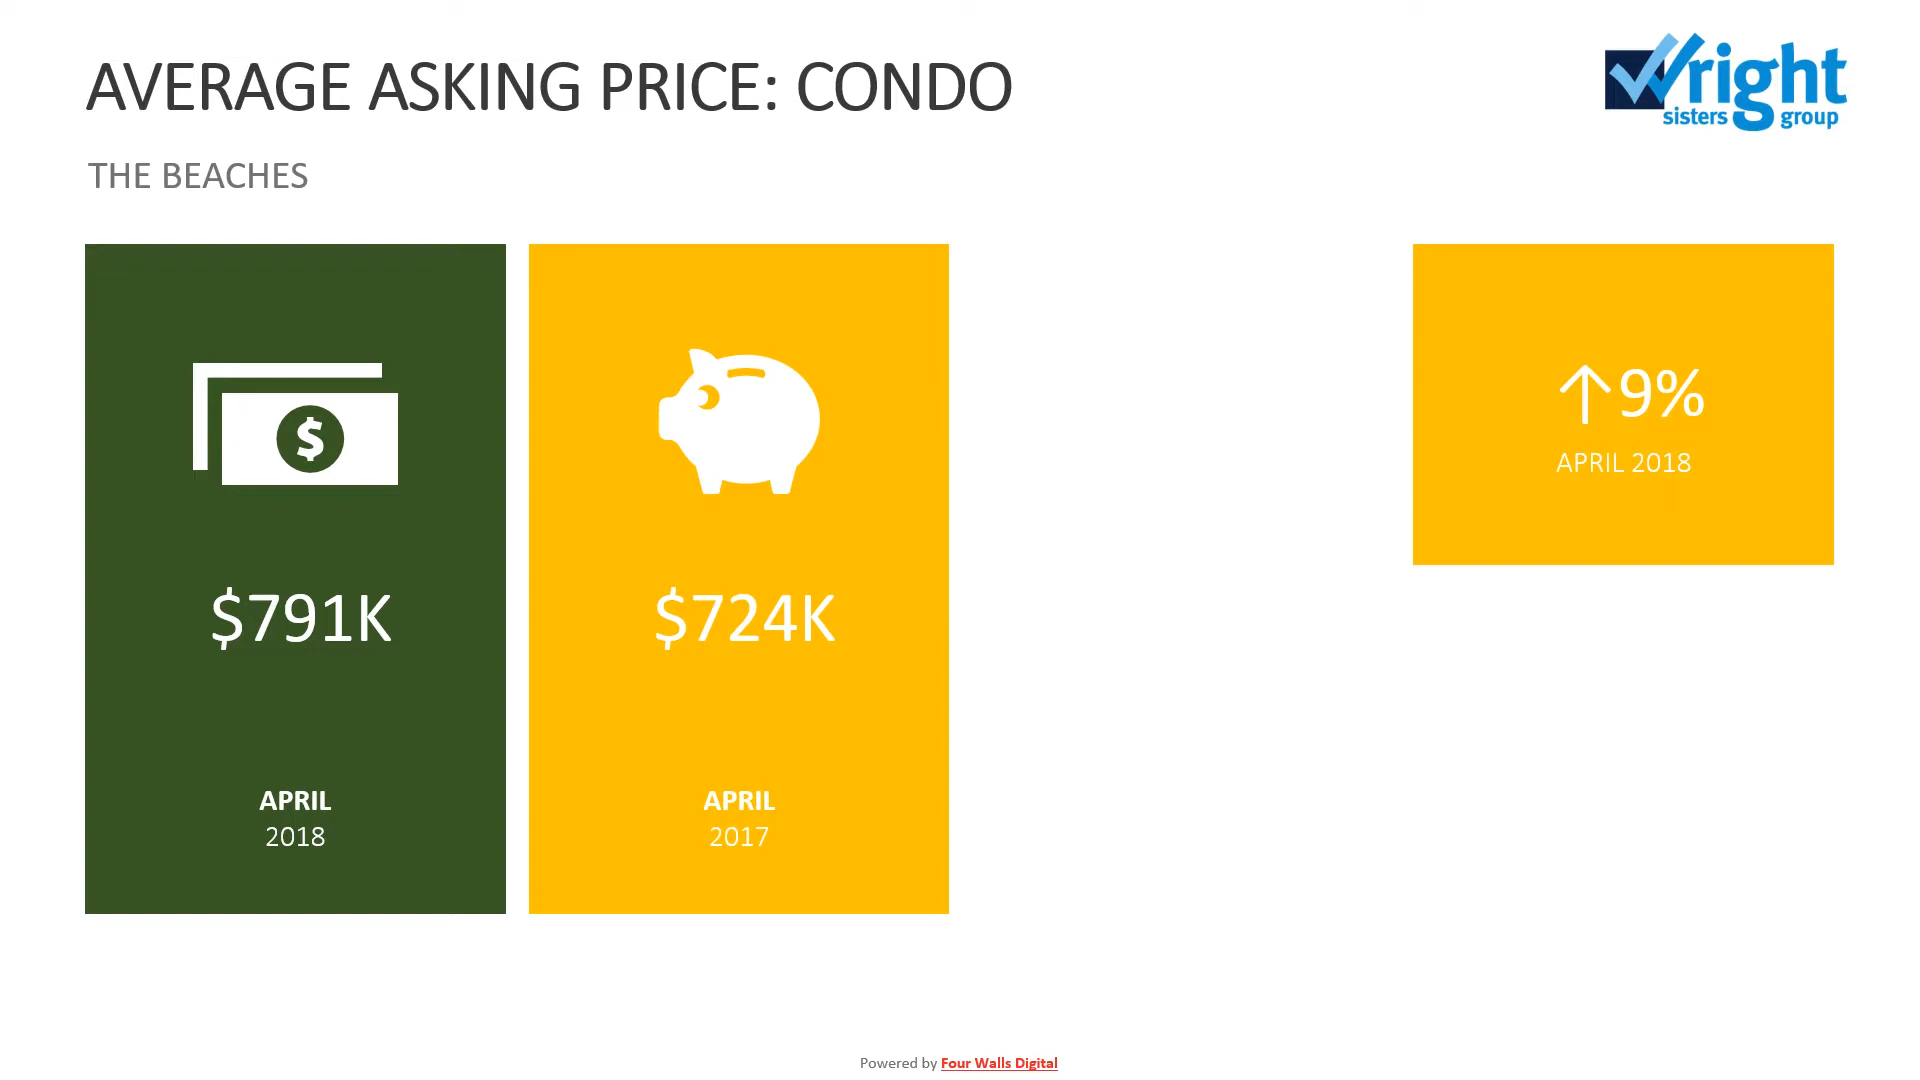 AVERAGE ASKING PRICE: CONDO
Wright
sisters group
THE BEACHES
$
$791K
APRIL
2018
$724K
APRIL
2017
↑9%
APRIL 2018
Powered by Four Walls Digital